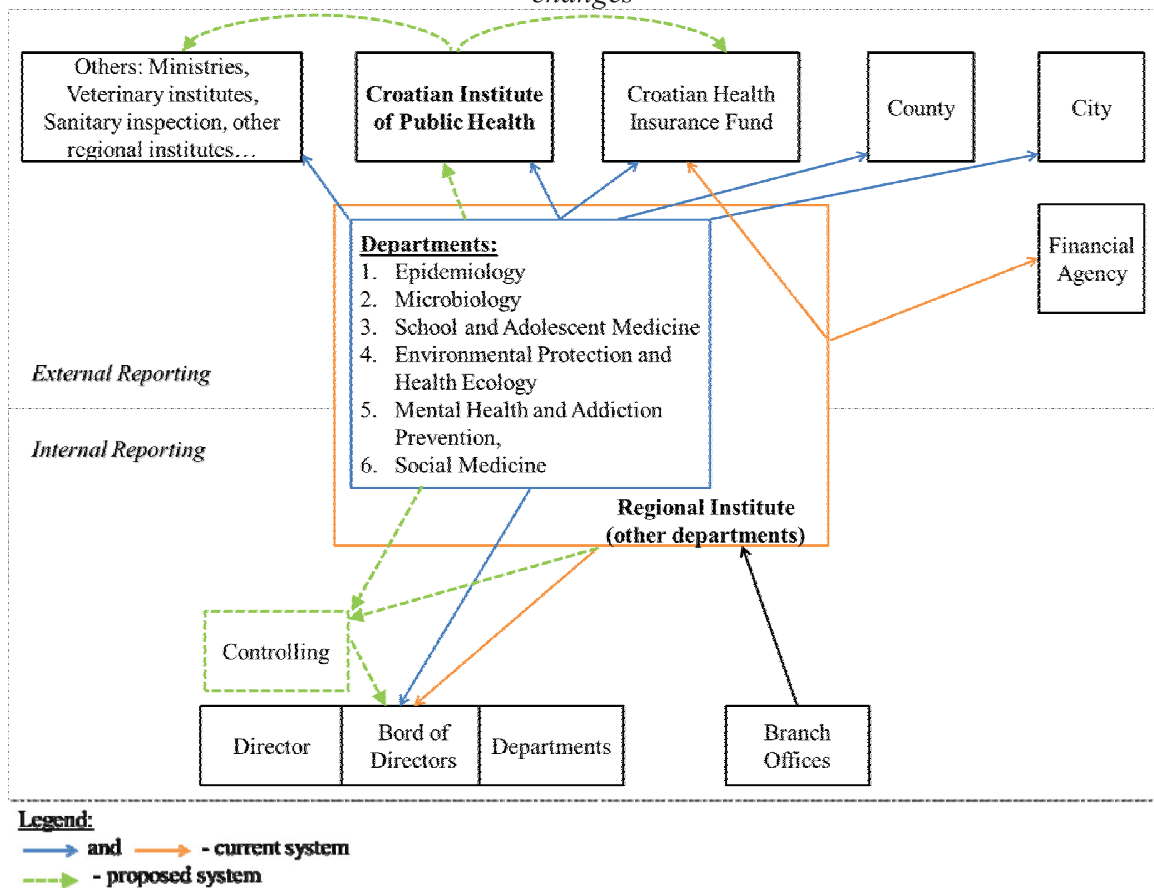 changes
Others: Ministries,
Veterinary institutes,
Sanitary inspection, other
regional institutes…
Croatian Institute
of Public Health
Croatian Health
Insurance Fund
County
City
Financial
Agency
Departments:
1. Epidemiology
2. Microbiology
3. School and Adolescent Medicine
4. Environmental Protection and
Health Ecology
5. Mental Health and Addiction
Prevention,
6. Social Medicine
External Reporting
Internal Reporting
Regional Institute
(other departments)
Controlling
Director
Bord of
Directors
Departments
Branch
Offices
Legend:
and - current system
- proposed system